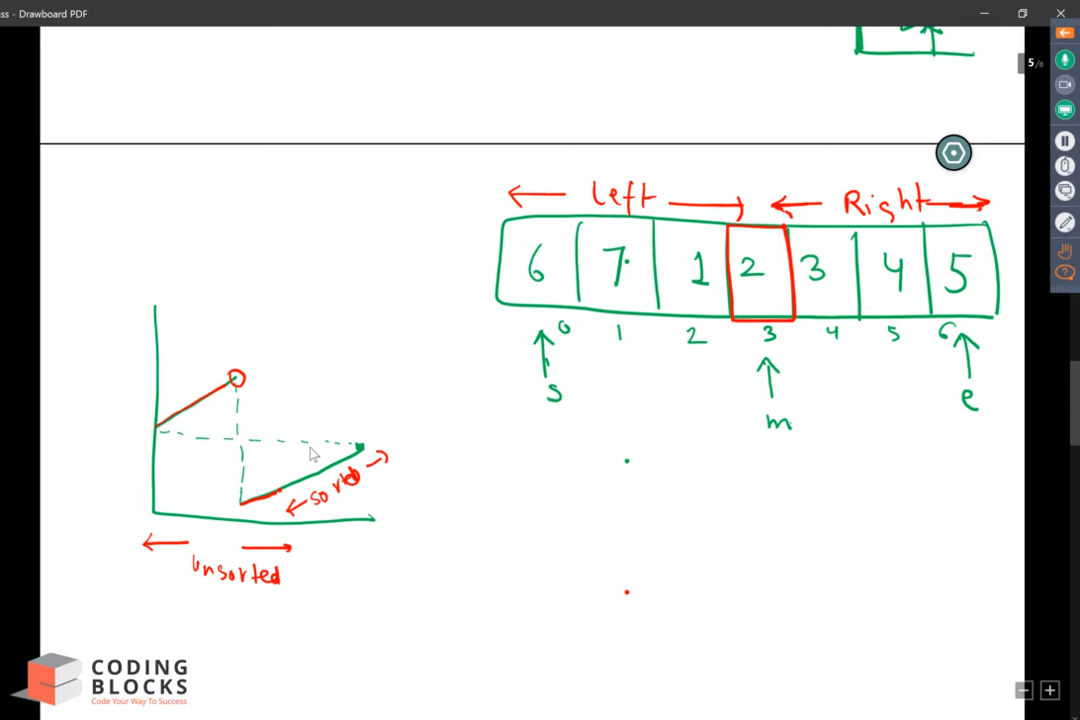 ss - Drawboard PDF
5/8
Left Right
6 7 1 2 3 4 5
0 1 2 3 4 5 6
s m e
sorted
Unsorted
CODING
BLOCKS
Code Your Way To Success